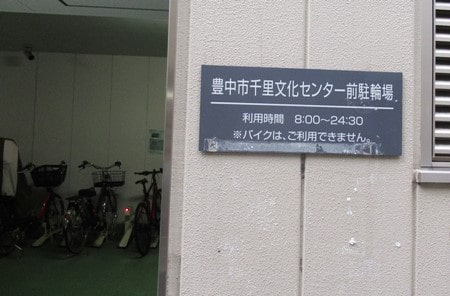 豊中市千里文化センター前駐輪場
利用時間　8:00～24:30
※バイクは、ご利用できません。